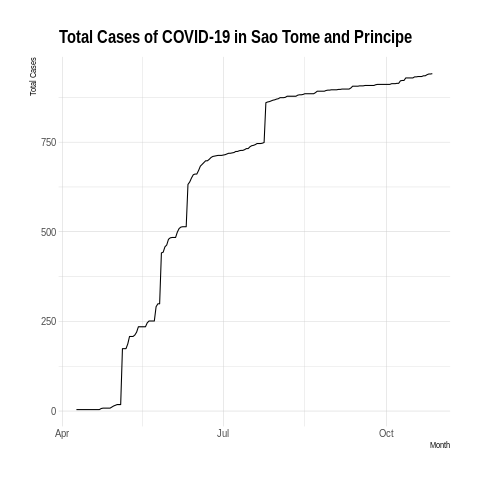 Total Cases of COVID-19 in Sao Tome and Principe
Total Cases
750
500
250
0
Apr
Jul
Oct
Month